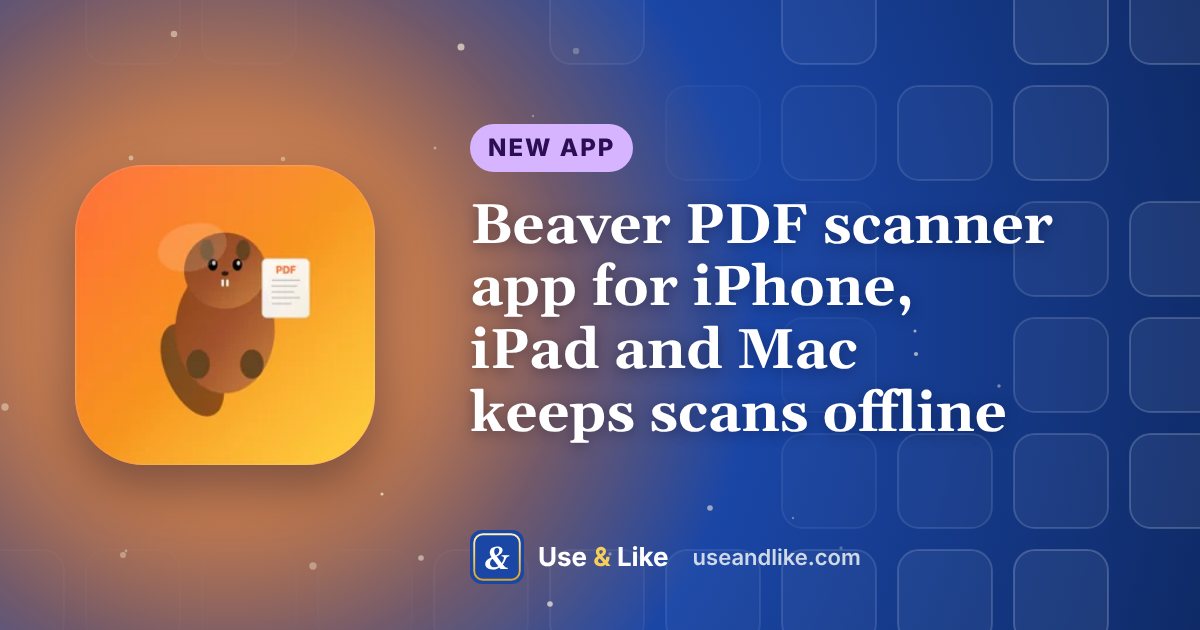 NEW APP
Beaver PDF scanner
app for iPhone,
iPad and Mac
keeps scans offline
PDF
&
Use & Like
useandlike.com